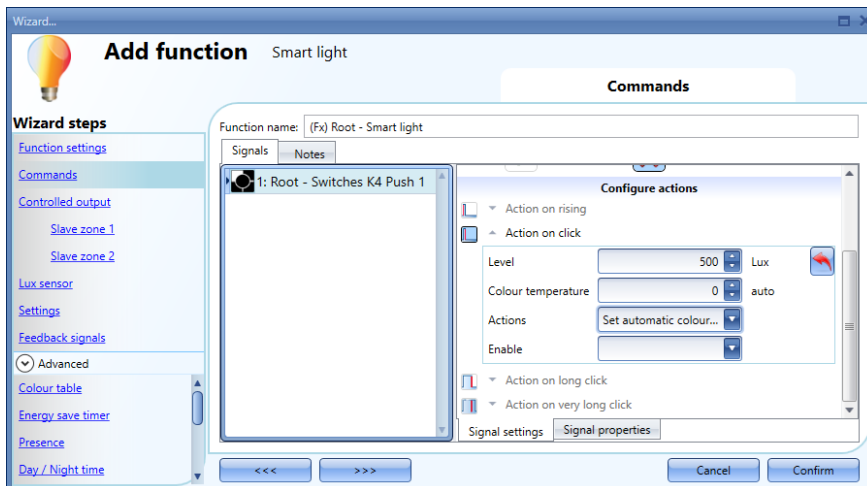 Wizard...
Add function Smart light
Commands
Wizard steps
Function settings
Commands
Controlled output
Slave zone 1
Slave zone 2
Lux sensor
Settings
Feedback signals
Advanced
Colour table
Energy save timer
Presence
Day / Night time
Function name: (Fx) Root - Smart light
Signals Notes
1: Root - Switches K4 Push 1
Configure actions
Action on rising
Action on click
Level 500 Lux
Colour temperature 0 auto
Actions Set automatic colour...
Enable
Action on long click
Action on very long click
Signal settings Signal properties
<<< >>> Cancel Confirm